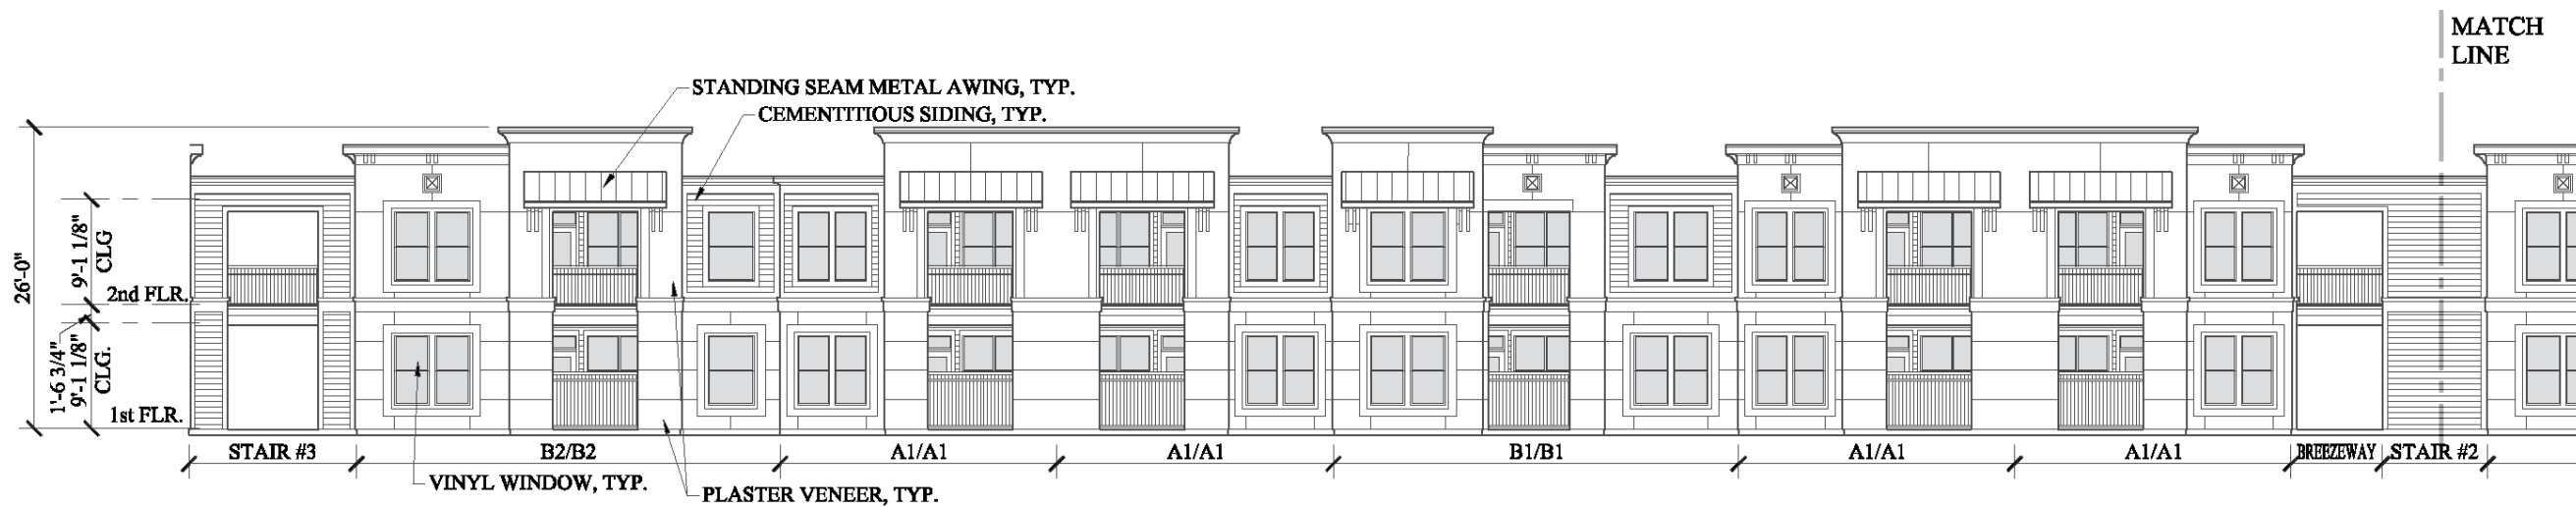 MATCH
LINE
STANDING SEAM METAL AWING, TYP.
CEMENTITIOUS SIDING, TYP.
26'-0"
9'-1 1/8"
CLG
2nd FLR.
1'-6 3/4"
9'-1 1/8"
CLG.
1st FLR.
STAIR #3
B2/B2
A1/A1
A1/A1
B1/B1
A1/A1
A1/A1
BREEZEWAY
STAIR #2
VINYL WINDOW, TYP.
PLASTER VENEER, TYP.